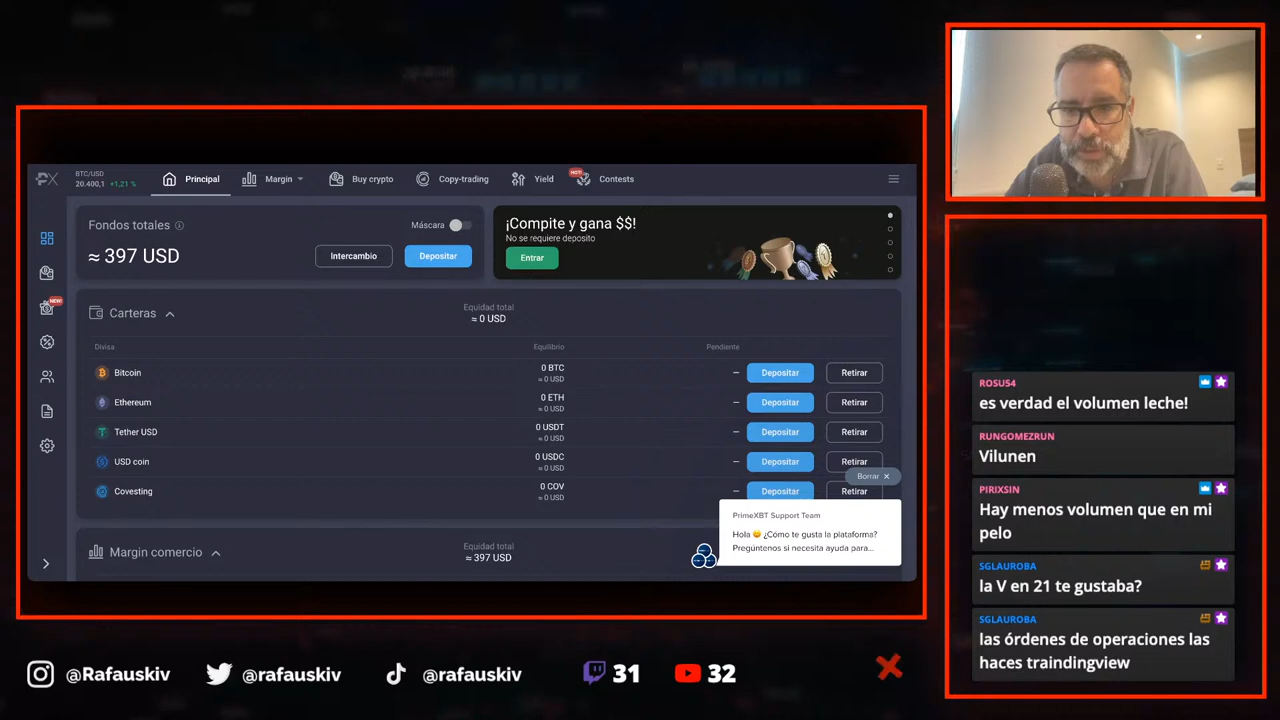 BTC/USD
20.400,1 +1,21 %
Principal
Margin
Buy crypto
Copy-trading
Yield
HOT
Contests
NEW
Fondos totales
Máscara
≈ 397 USD
Intercambio
Depositar
¡Compite y gana $$!
No se requiere deposito
Entrar
Carteras
Equidad total
≈ 0 USD
Divisa Equilibrio Pendiente
Bitcoin 0 BTC – Depositar Retirar
≈ 0 USD
Ethereum 0 ETH – Depositar Retirar
≈ 0 USD
Tether USD 0 USDT – Depositar Retirar
≈ 0 USD
USD coin 0 USDC – Depositar Retirar
≈ 0 USD
Borrar ×
Covesting 0 COV – Depositar Retirar
≈ 0 USD
Margin comercio
Equidad total
≈ 397 USD
PrimeXBT Support Team
Hola 😀 ¿Cómo te gusta la plataforma?
Pregúntenos si necesita ayuda para...
ROSU54
es verdad el volumen leche!
RUNGOMEZRUN
Vilunen
PIRIXSIN
Hay menos volumen que en mi
pelo
SGLAUROBA
la V en 21 te gustaba?
SGLAUROBA
las órdenes de operaciones las
haces traindingview
@Rafauskiv @rafauskiv @rafauskiv 31 32